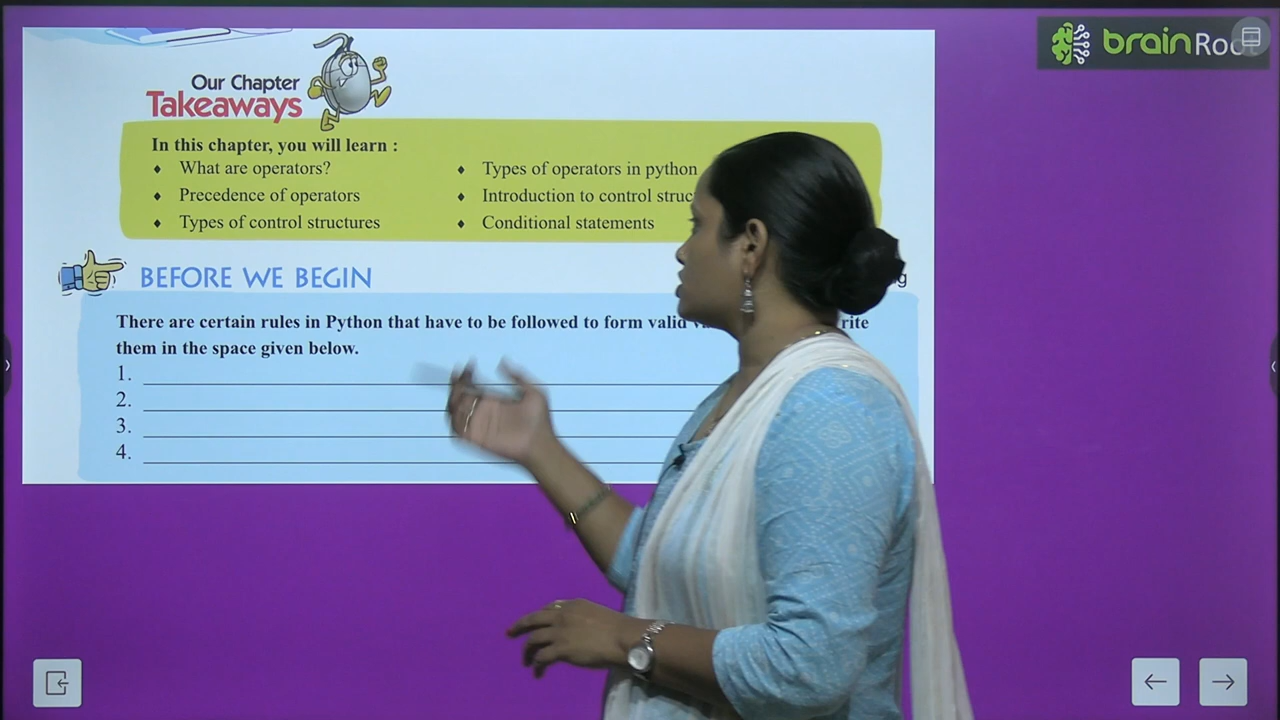 brainRoo
Our Chapter
Takeaways
In this chapter, you will learn :
♦ What are operators?
♦ Types of operators in python
♦ Precedence of operators
♦ Introduction to control struc
♦ Types of control structures
♦ Conditional statements
BEFORE WE BEGIN
There are certain rules in Python that have to be followed to form valid rite
them in the space given below.
1.
2.
3.
4.